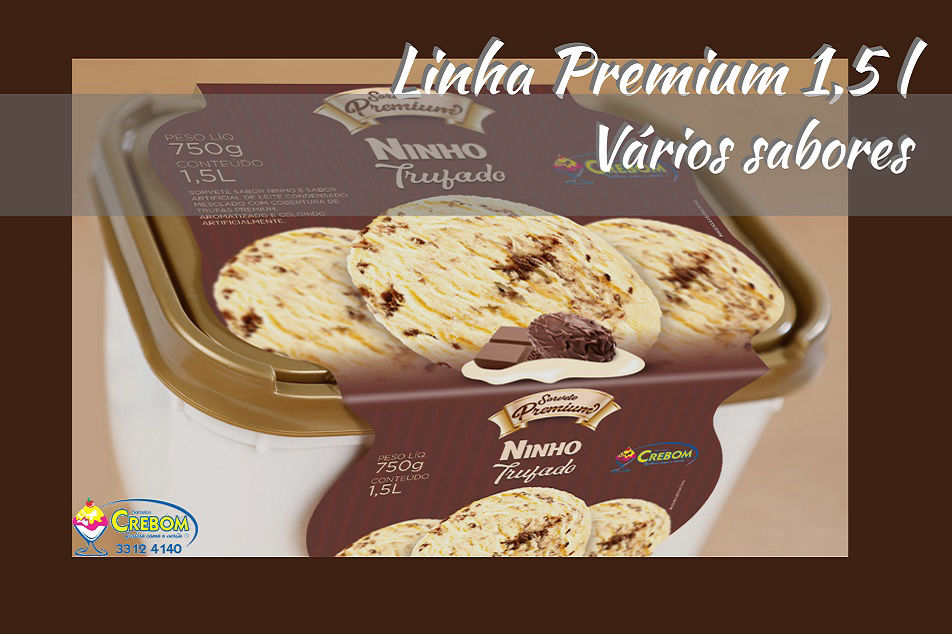 Linha Premium 1,5 l
Vários sabores
Sorvete
Premium
PESO LÍQ.
750g
CONTEÚDO
1,5L
NINHO
Trufado
CREBOM
SORVETE SABOR NINHO E SABOR
ARTIFICIAL DE LEITE CONDENSADO
MESCLADO COM COBERTURA DE
TRUFAS PREMIUM.
AROMATIZADO E COLORIDO
ARTIFICIALMENTE.
Sorvete
Premium
NINHO
Trufado
PESO LÍQ.
750g
CONTEÚDO
1,5L
CREBOM
CREBOM
3312 4140